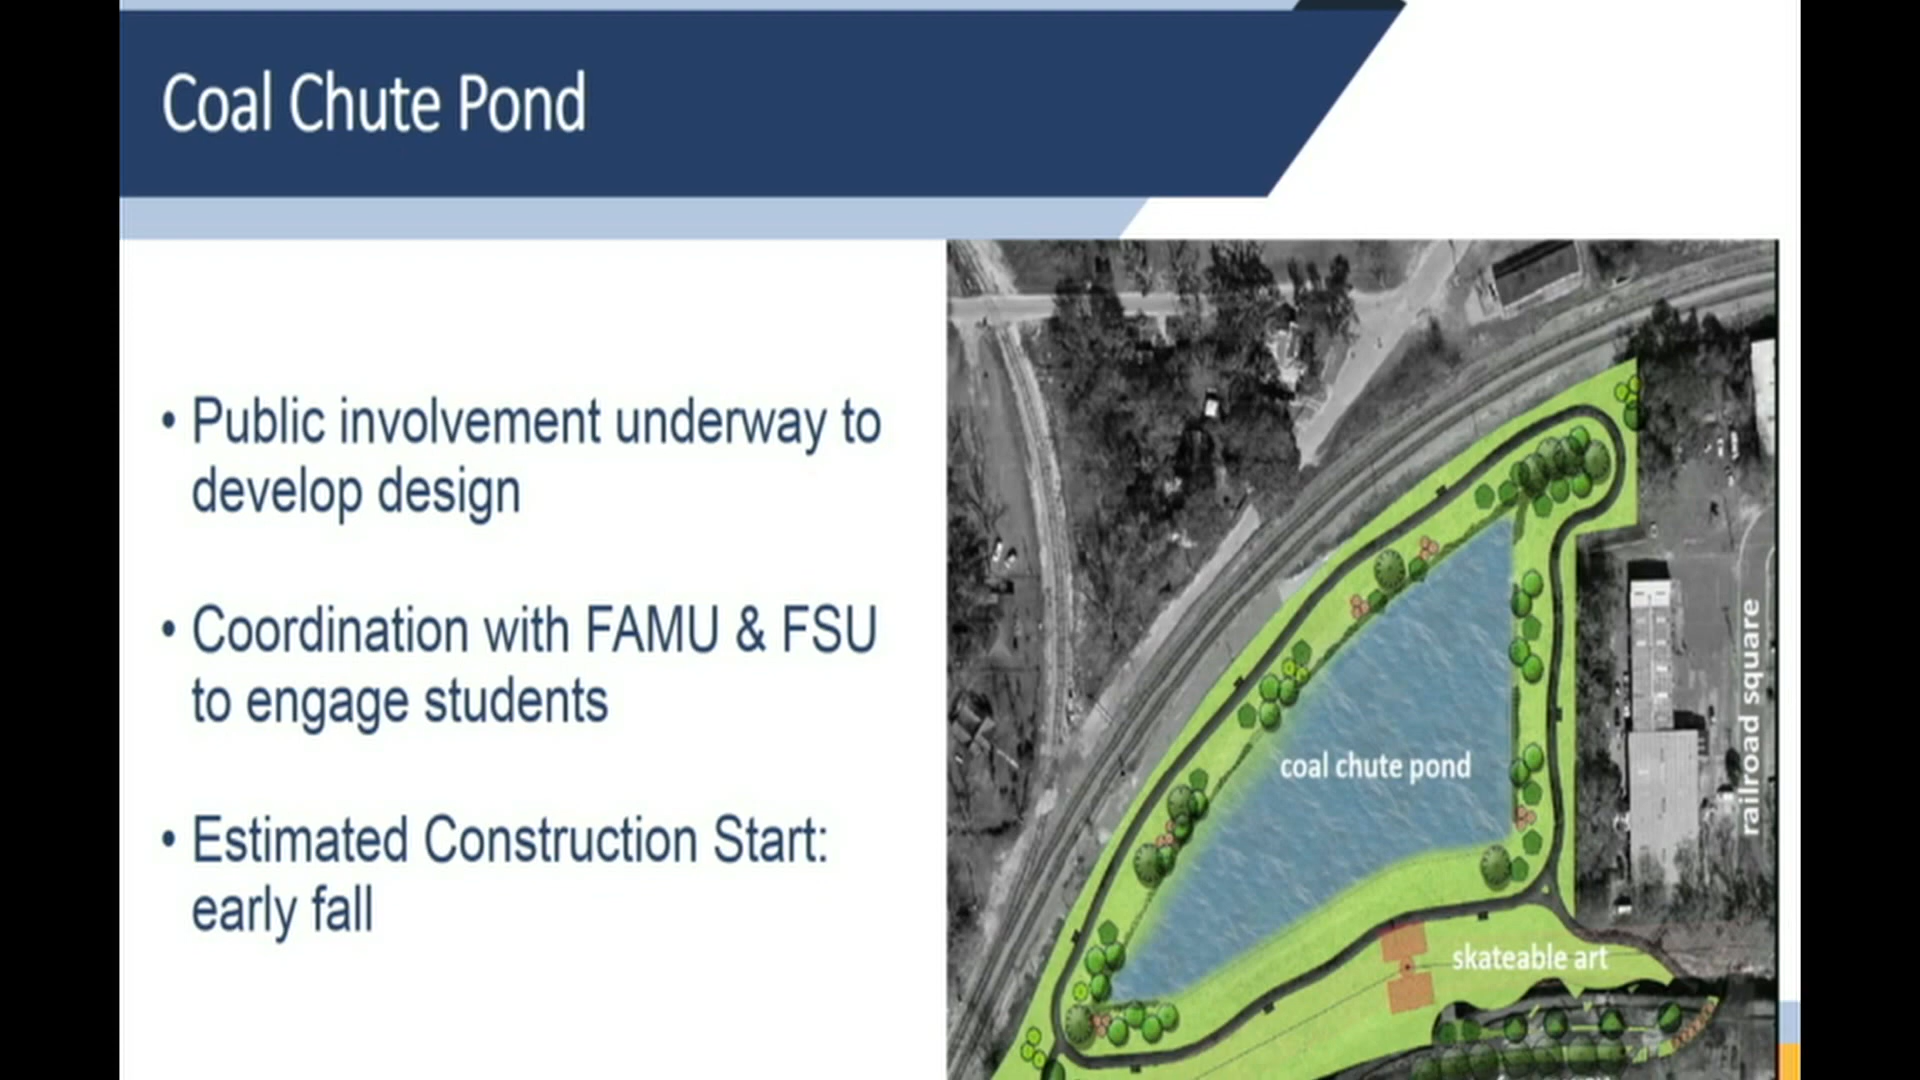 Coal Chute Pond
• Public involvement underway to
develop design
• Coordination with FAMU & FSU
to engage students
• Estimated Construction Start:
early fall
coal chute pond
railroad square
skateable art